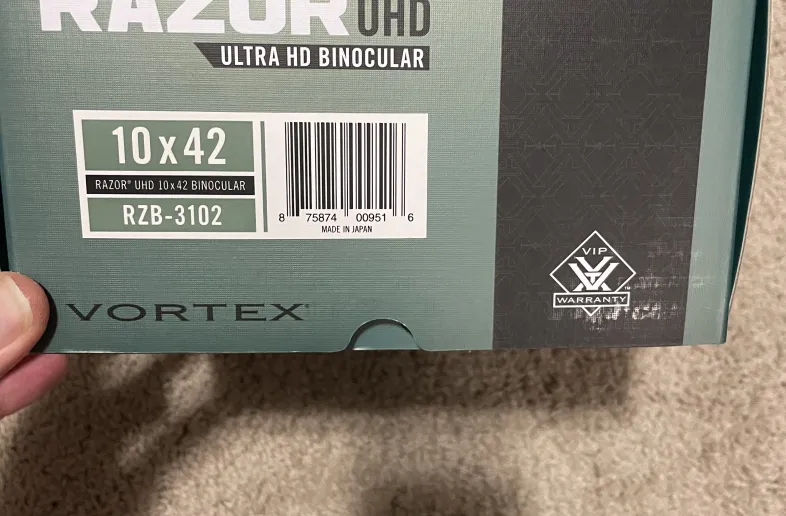 RAZOR UHD
ULTRA HD BINOCULAR
10x42
RAZOR® UHD 10x42 BINOCULAR
RZB-3102
8 75874 00951 6
MADE IN JAPAN
VIP
WARRANTY™
VORTEX®